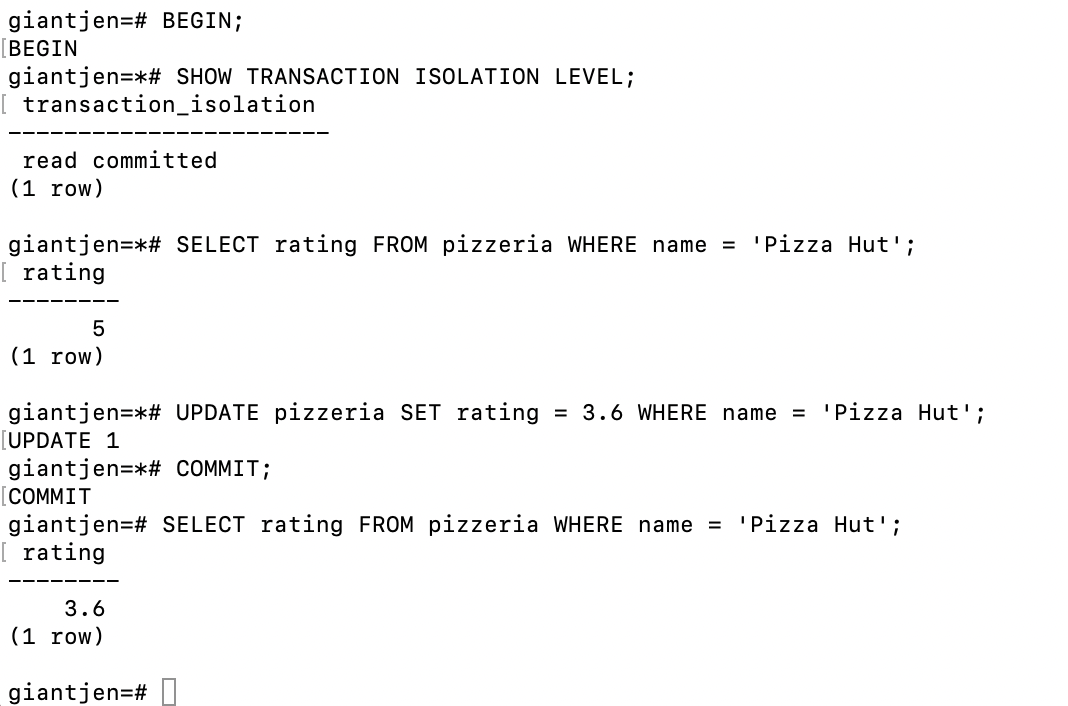 giantjen=# BEGIN;
BEGIN
giantjen=*# SHOW TRANSACTION ISOLATION LEVEL;
 transaction_isolation
-----------------------
 read committed
(1 row)

giantjen=*# SELECT rating FROM pizzeria WHERE name = 'Pizza Hut';
 rating
--------
      5
(1 row)

giantjen=*# UPDATE pizzeria SET rating = 3.6 WHERE name = 'Pizza Hut';
UPDATE 1
giantjen=*# COMMIT;
COMMIT
giantjen=# SELECT rating FROM pizzeria WHERE name = 'Pizza Hut';
 rating
--------
    3.6
(1 row)

giantjen=#